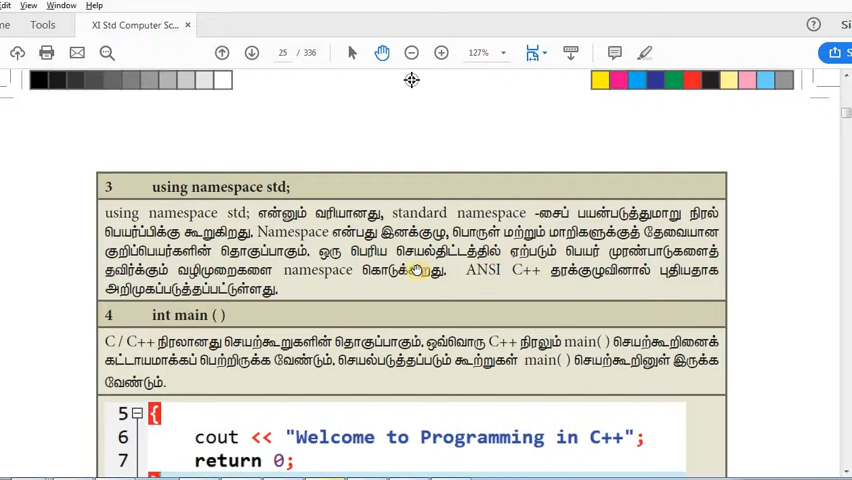 dit View Window Help
me Tools XI Std Computer Sc... ×
25 / 336 127%
3 using namespace std;
using namespace std; என்னும் வரியானது, standard namespace -சைப் பயன்படுத்துமாறு நிரல்
பெயர்ப்பிக்கு கூறுகிறது. Namespace என்பது இனக்குழு, பொருள் மற்றும் மாறிகளுக்குத் தேவையான
குறிப்பெயர்களின் தொகுப்பாகும், ஒரு பெரிய செயல்திட்டத்தில் ஏற்படும் பெயர் முரண்பாடுகளைத்
தவிர்க்கும் வழிமுறைகளை namespace கொடுக்கிறது. ANSI C++ தரக்குழுவினால் புதியதாக
அறிமுகப்படுத்தப்பட்டுள்ளது.
4 int main ( )
C / C++ நிரலானது செயற்கூறுகளின் தொகுப்பாகும், ஒவ்வொரு C++ நிரலும் main( ) செயற்கூறினைக்
கட்டாயமாக்கப் பெற்றிருக்க வேண்டும், செயல்படுத்தப்படும் கூற்றுகள் main( ) செயற்கூறினுள் இருக்க
வேண்டும்.
5 {
6 cout << "Welcome to Programming in C++";
7 return 0;